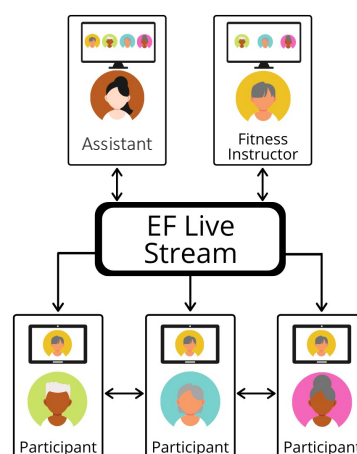 Assistant
Fitness
Instructor
EF Live
Stream
Participant
Participant
Participant